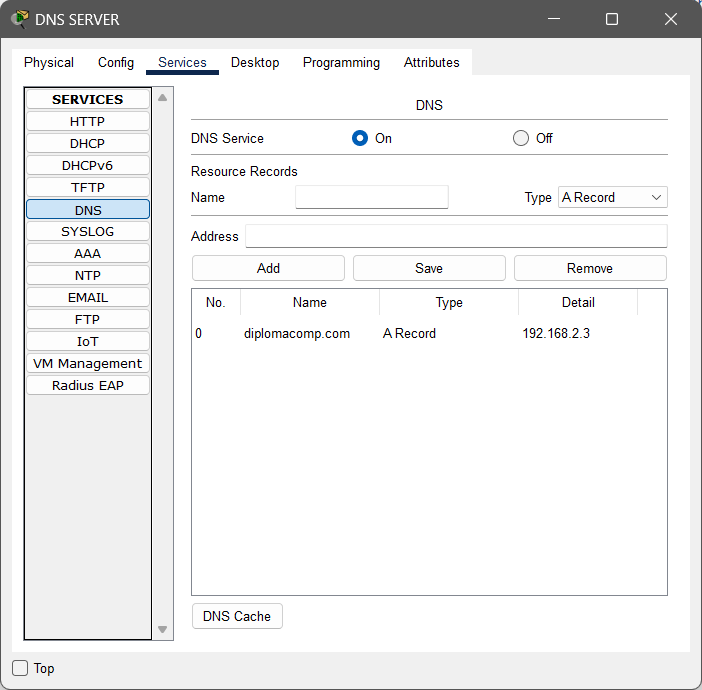 DNS SERVER
Physical Config Services Desktop Programming Attributes
SERVICES
HTTP
DHCP
DHCPv6
TFTP
DNS
SYSLOG
AAA
NTP
EMAIL
FTP
IoT
VM Management
Radius EAP
DNS
DNS Service On Off
Resource Records
Name Type A Record
Address
Add Save Remove
No. Name Type Detail
0 diplomacomp.com A Record 192.168.2.3
DNS Cache
Top